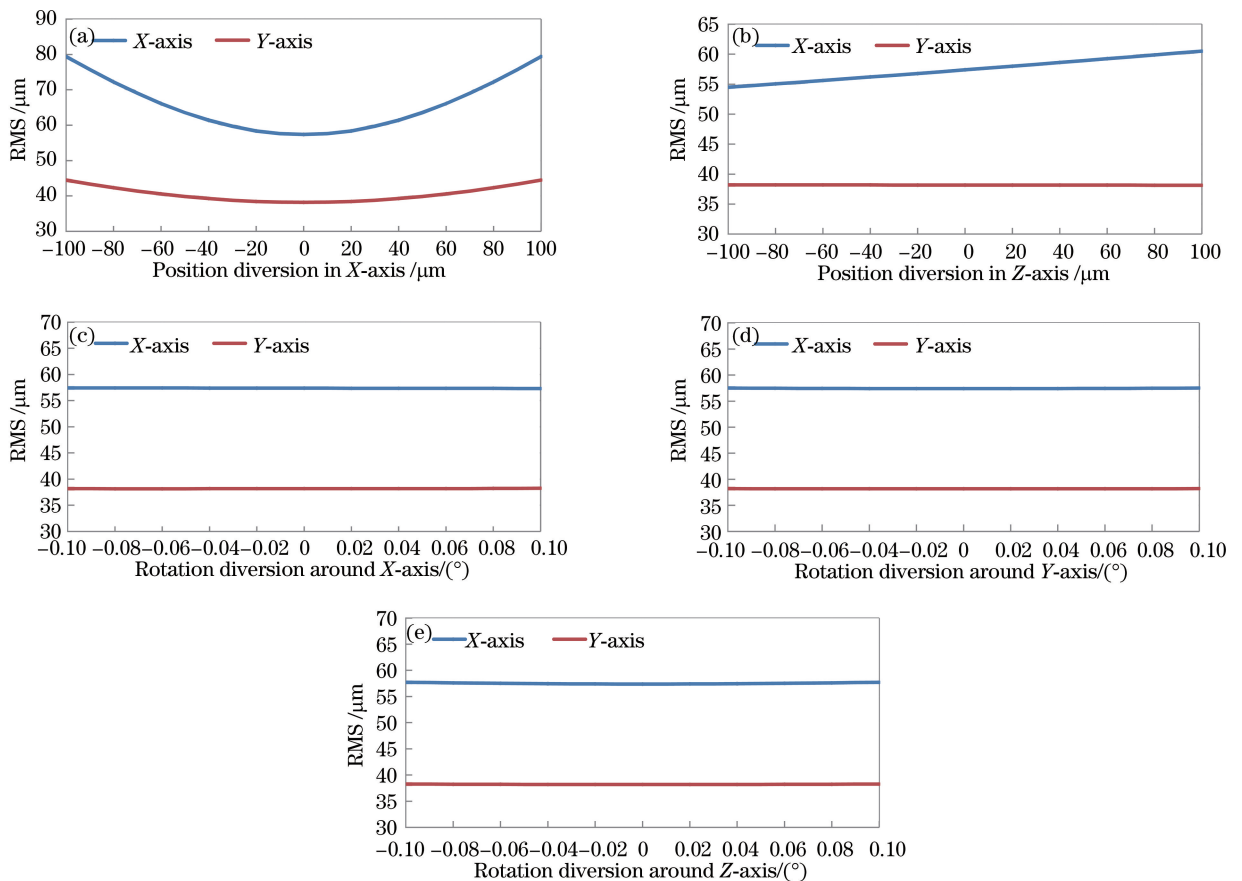 (a) X-axis Y-axis
90
80
70
60
50
40
30
RMS /μm
−100 −80 −60 −40 −20 0 20 40 60 80 100
Position diversion in X-axis /μm
(b) X-axis Y-axis
65
60
55
50
45
40
35
30
RMS /μm
−100 −80 −60 −40 −20 0 20 40 60 80 100
Position diversion in Z-axis /μm
(c) X-axis Y-axis
70
65
60
55
50
45
40
35
30
RMS /μm
−0.10 −0.08 −0.06 −0.04 −0.02 0 0.02 0.04 0.06 0.08 0.10
Rotation diversion around X-axis/(°)
(d) X-axis Y-axis
70
65
60
55
50
45
40
35
30
RMS /μm
−0.10 −0.08 −0.06 −0.04 −0.02 0 0.02 0.04 0.06 0.08 0.10
Rotation diversion around Y-axis/(°)
(e) X-axis Y-axis
70
65
60
55
50
45
40
35
30
RMS /μm
−0.10 −0.08 −0.06 −0.04 −0.02 0 0.02 0.04 0.06 0.08 0.10
Rotation diversion around Z-axis/(°)